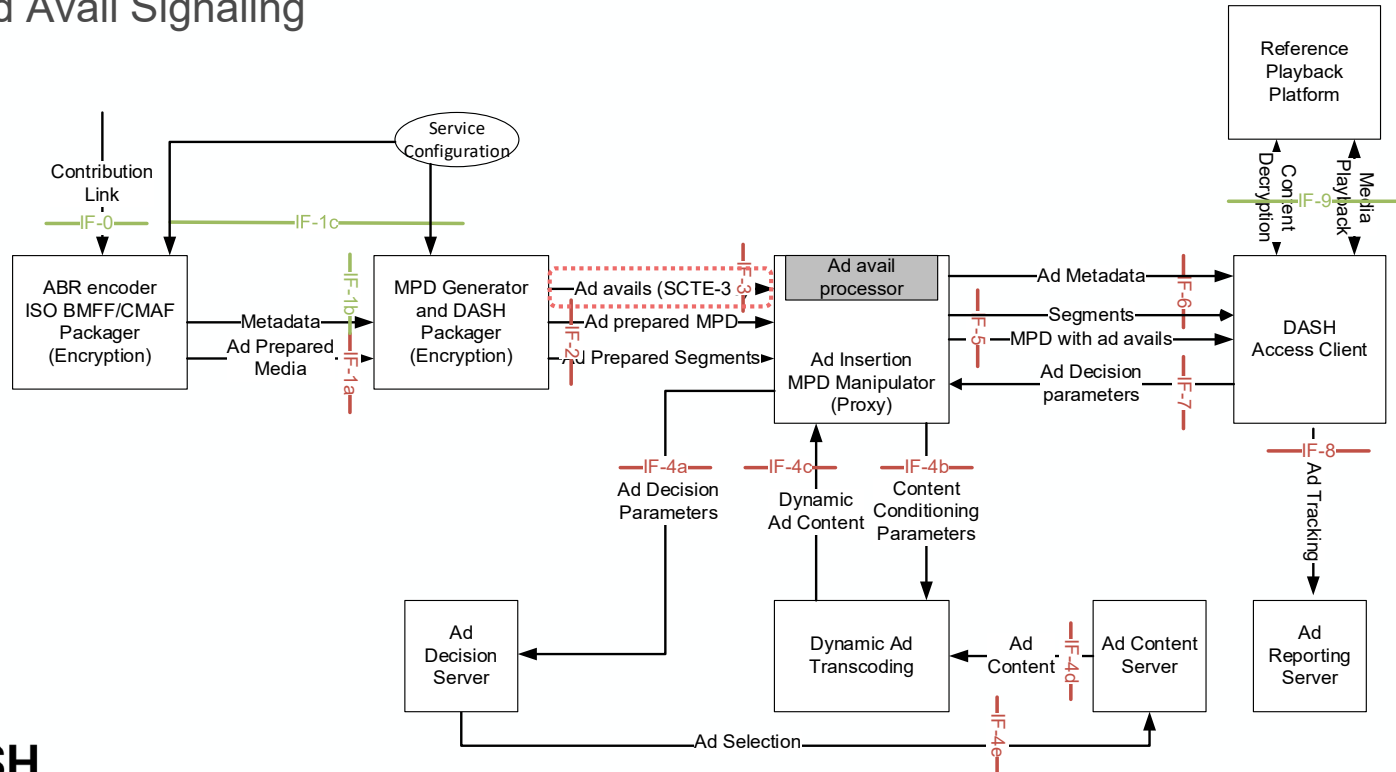 d Avail Signaling
Reference
Playback
Platform
Service
Configuration
Contribution
Link
IF-0
IF-1c
Content
Decryption
Media
Playback
IF-9
ABR encoder
ISO BMFF/CMAF
Packager
(Encryption)
IF-1b
Metadata
Ad Prepared
Media
IF-1a
MPD Generator
and DASH
Packager
(Encryption)
IF-3
Ad avails (SCTE-3
Ad prepared MPD
IF-2
Ad Prepared Segments
Ad avail
processor
Ad Insertion
MPD Manipulator
(Proxy)
Ad Metadata
IF-6
Segments
IF-5
MPD with ad avails
Ad Decision
parameters
IF-7
DASH
Access Client
IF-4a
Ad Decision
Parameters
IF-4c
Dynamic
Ad Content
IF-4b
Content
Conditioning
Parameters
IF-8
Ad Tracking
Ad
Decision
Server
Dynamic Ad
Transcoding
Ad
Content
IF-4d
Ad Content
Server
Ad
Reporting
Server
Ad Selection
IF-4e
SH